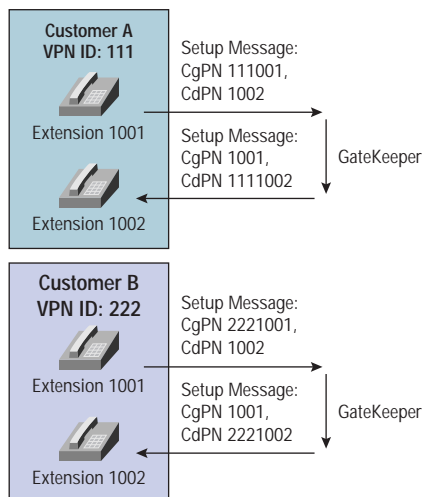 Customer A
VPN ID: 111
Extension 1001
Extension 1002
Setup Message:
CgPN 111001,
CdPN 1002
Setup Message:
CgPN 1001,
CdPN 1111002
GateKeeper
Customer B
VPN ID: 222
Extension 1001
Extension 1002
Setup Message:
CgPN 2221001,
CdPN 1002
Setup Message:
CgPN 1001,
CdPN 2221002
GateKeeper